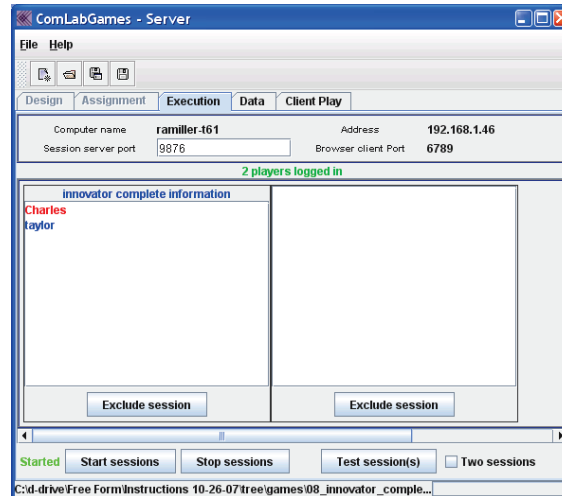 ComLabGames - Server
File Help
Design Assignment Execution Data Client Play
Computer name ramiller-t61 Address 192.168.1.46
Session server port 9876 Browser client Port 6789
2 players logged in
innovator complete information
Charles
taylor
Exclude session Exclude session
Started Start sessions Stop sessions Test session(s) Two sessions
C:\d-drive\Free Form\Instructions 10-26-07\tree\games\08_innovator_comple...